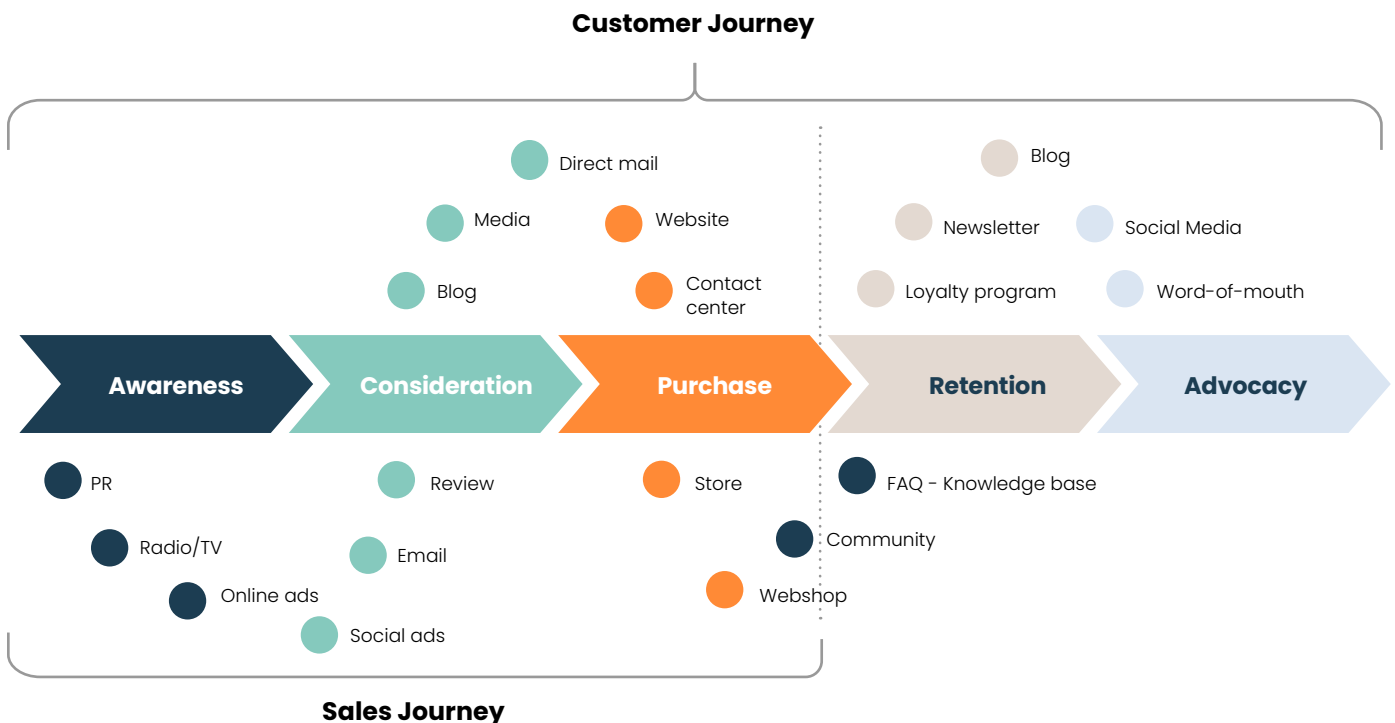 Customer Journey
Direct mail
Blog
Media
Website
Newsletter
Social Media
Blog
Contact
center
Loyalty program
Word-of-mouth
Awareness
Consideration
Purchase
Retention
Advocacy
PR
Review
Store
FAQ - Knowledge base
Radio/TV
Email
Community
Online ads
Webshop
Social ads
Sales Journey